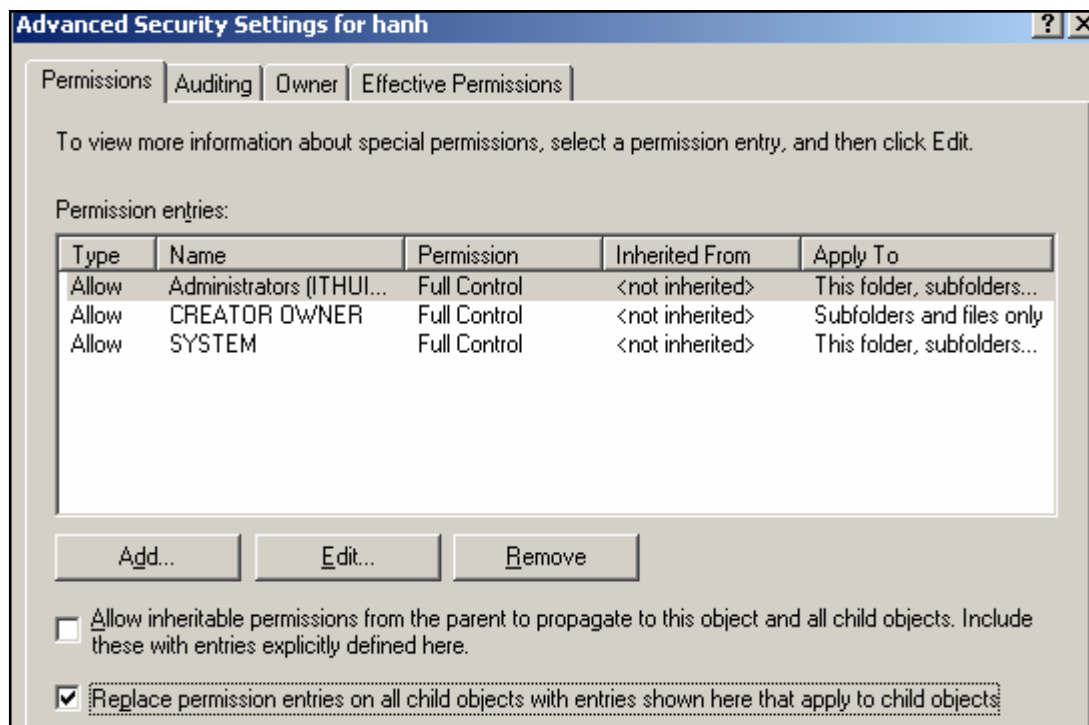 Advanced Security Settings for hanh
Permissions Auditing Owner Effective Permissions
To view more information about special permissions, select a permission entry, and then click Edit.
Permission entries:
Type Name Permission Inherited From Apply To
Allow Administrators (ITHUI... Full Control <not inherited> This folder, subfolders...
Allow CREATOR OWNER Full Control <not inherited> Subfolders and files only
Allow SYSTEM Full Control <not inherited> This folder, subfolders...
Add... Edit... Remove
Allow inheritable permissions from the parent to propagate to this object and all child objects. Include
these with entries explicitly defined here.
Replace permission entries on all child objects with entries shown here that apply to child objects